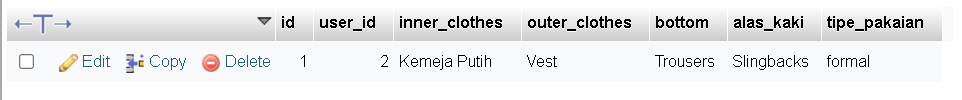 id user_id inner_clothes outer_clothes bottom alas_kaki tipe_pakaian
Edit Copy Delete 1 2 Kemeja Putih Vest Trousers Slingbacks formal